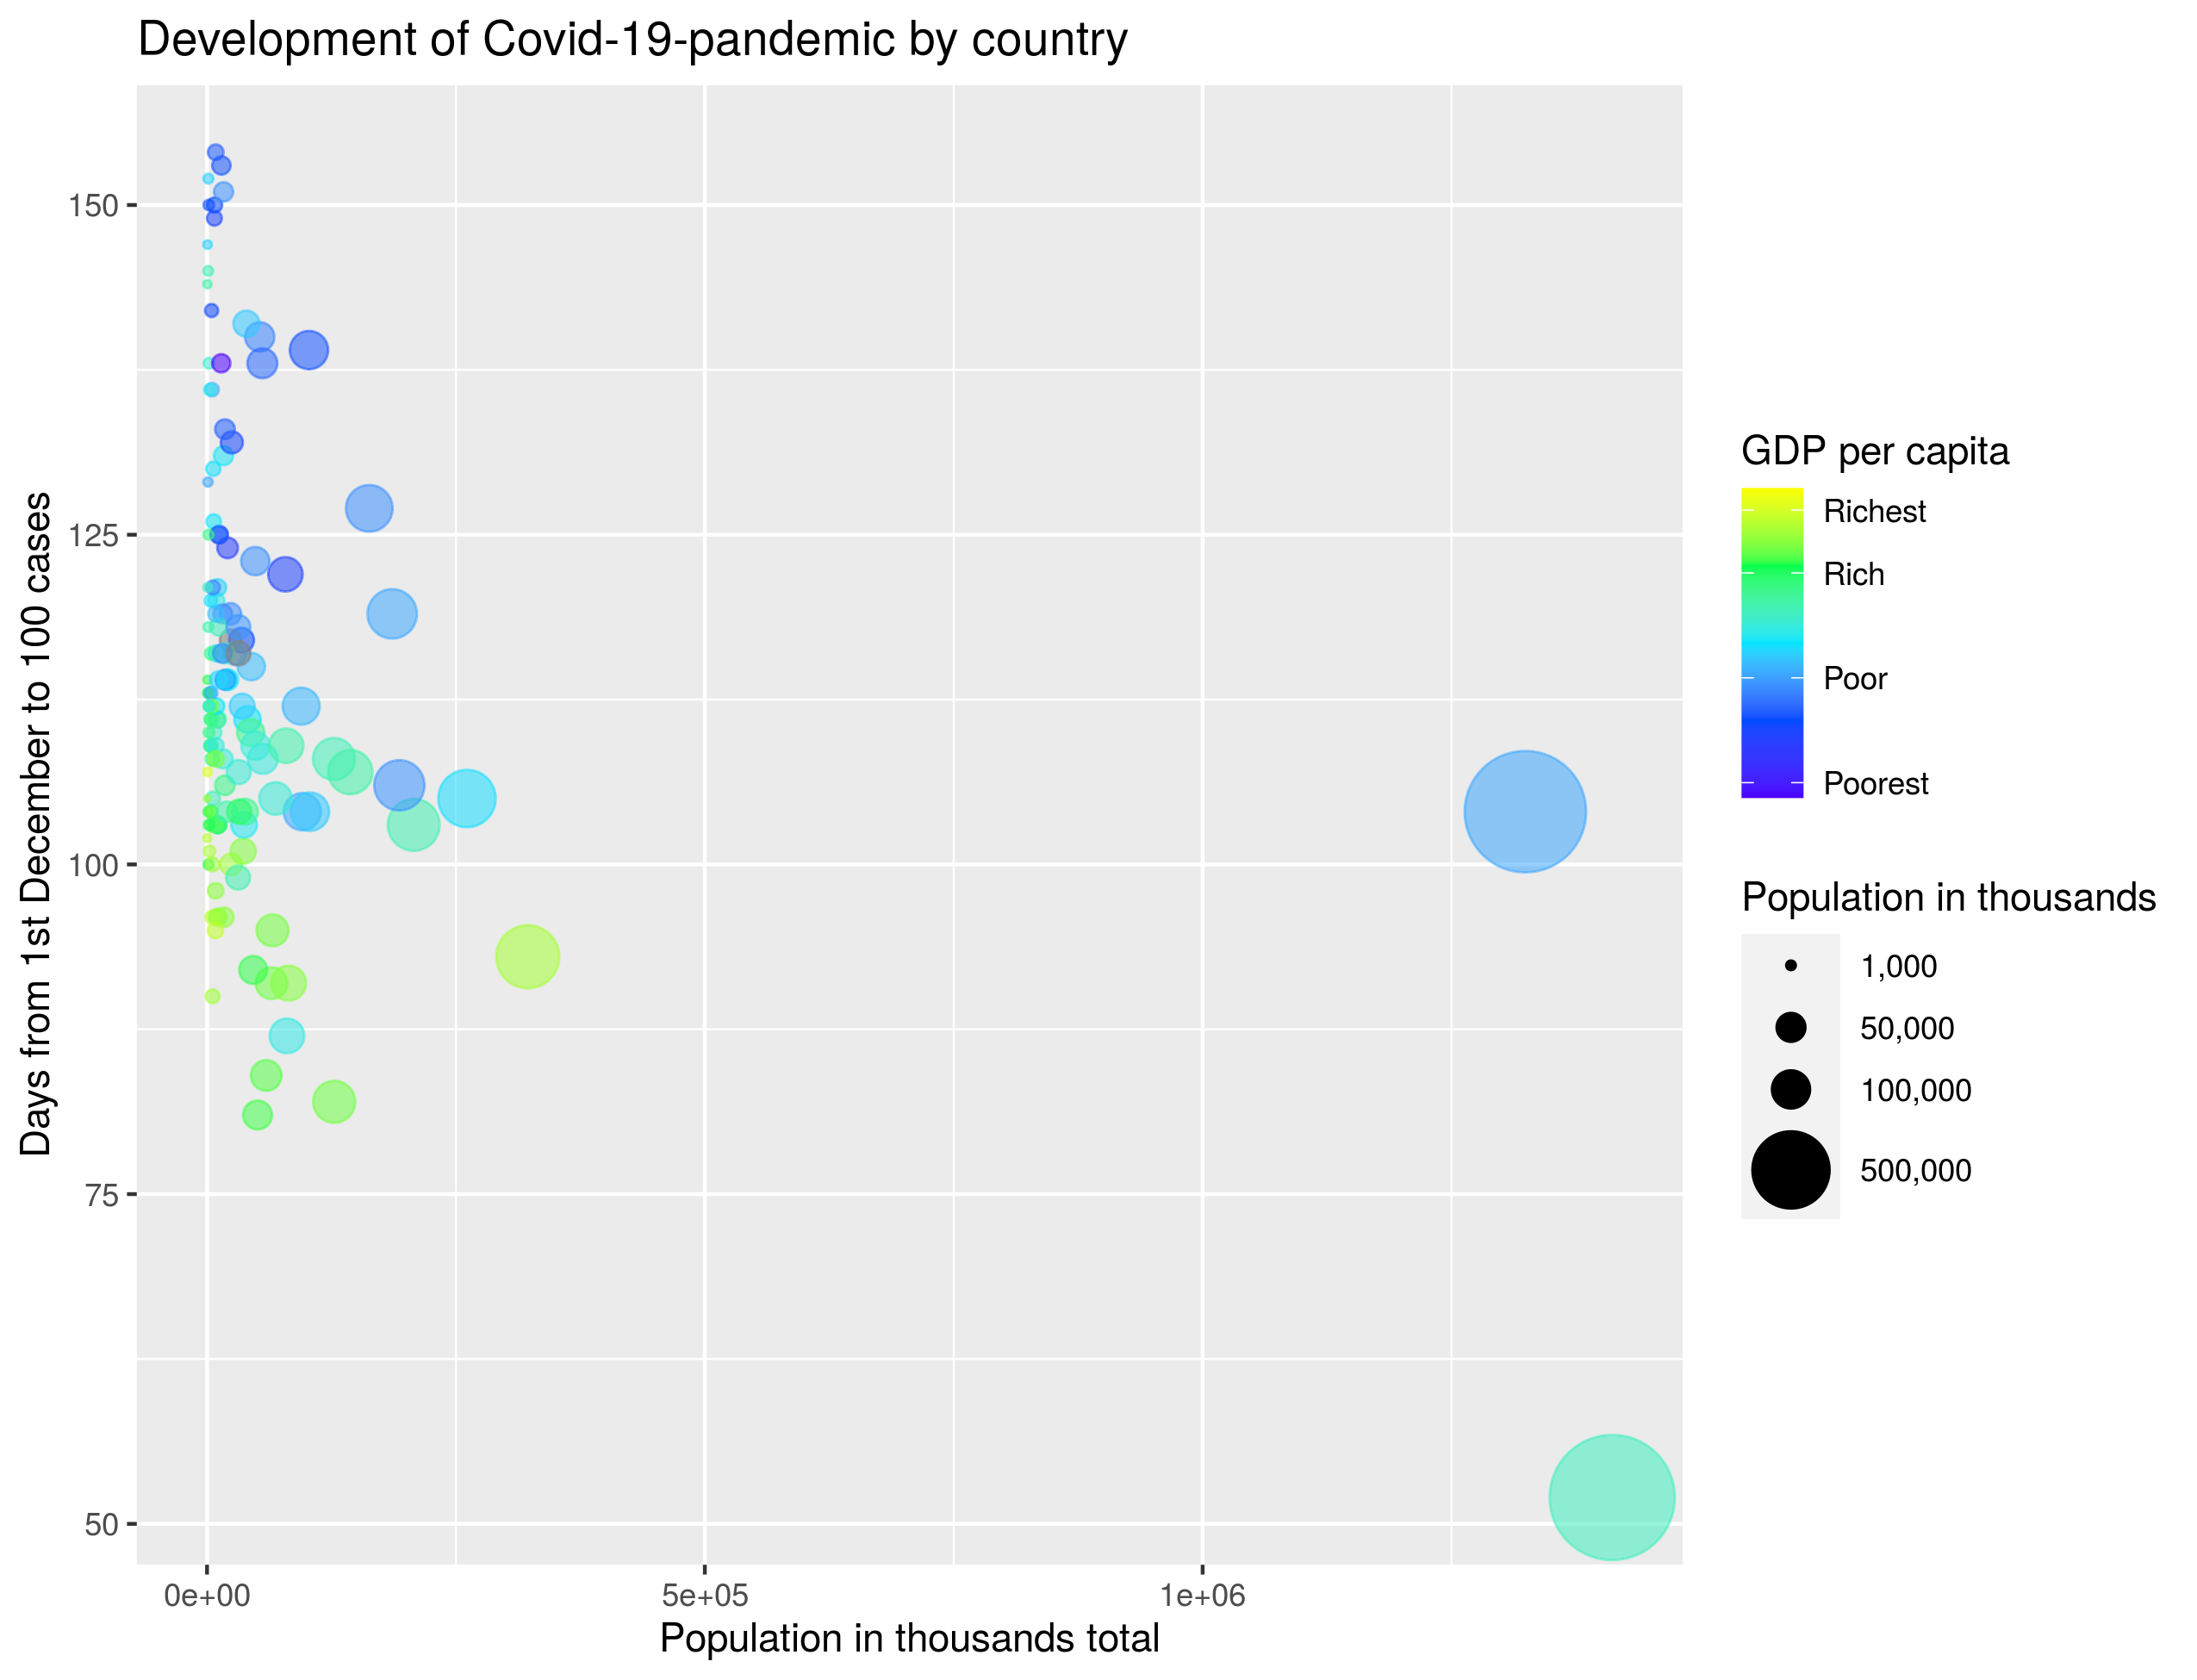 Development of Covid-19-pandemic by country
Days from 1st December to 100 cases
150
125
100
75
50
0e+00
5e+05
1e+06
Population in thousands total
GDP per capita
Richest
Rich
Poor
Poorest
Population in thousands
1,000
50,000
100,000
500,000